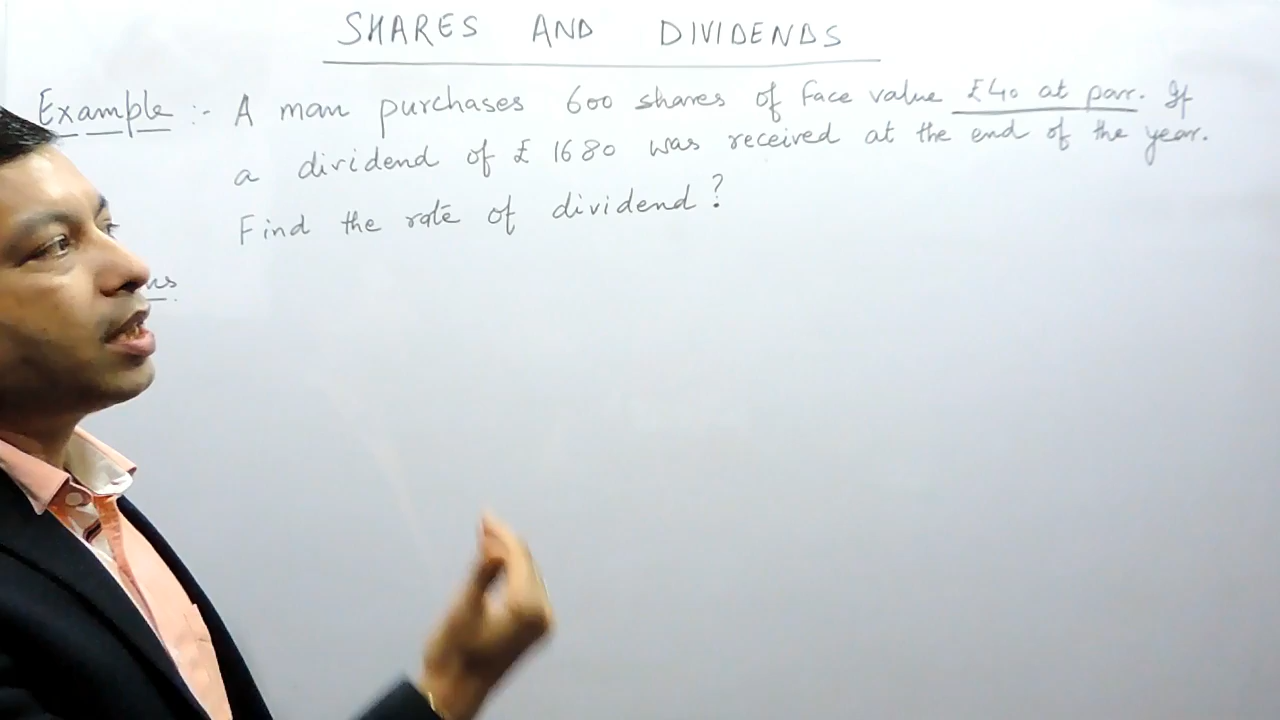 SHARES AND DIVIDENDS
Example :- A man purchases 600 shares of face value £40 at parr. If
a dividend of £ 1680 was received at the end of the year.
Find the rate of dividend?